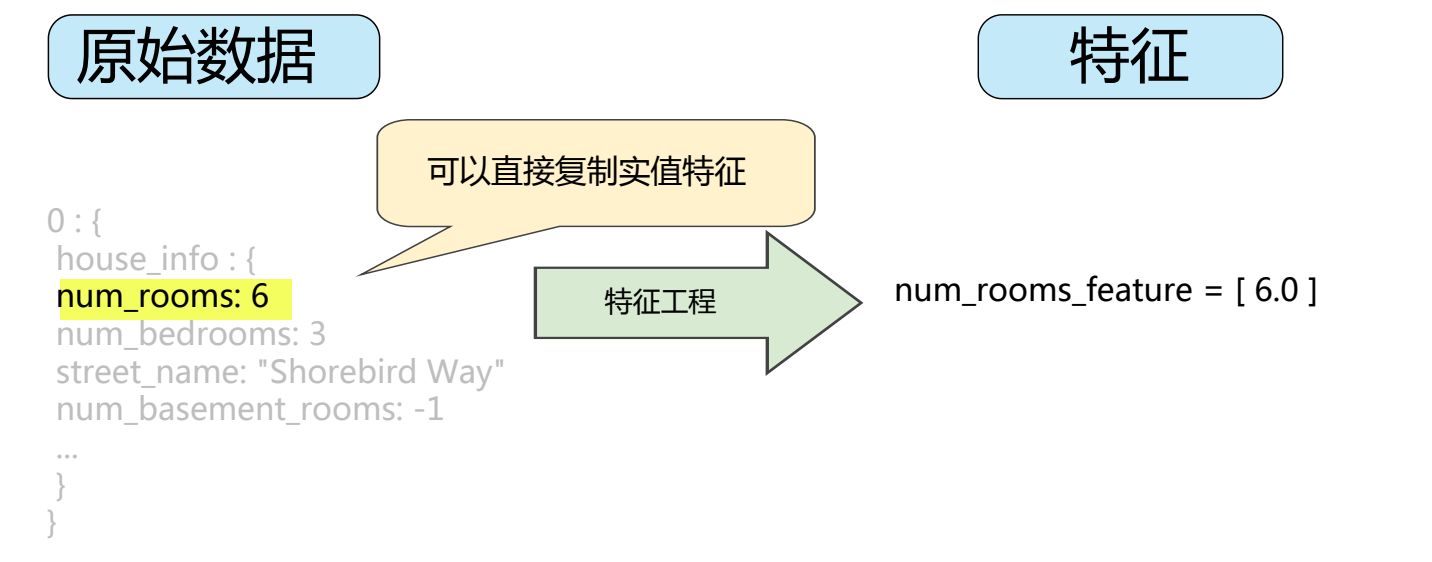 原始数据
特征
可以直接复制实值特征
0 : {
house_info : {
num_rooms: 6
num_bedrooms: 3
street_name: "Shorebird Way"
num_basement_rooms: -1
...
}
}
特征工程
num_rooms_feature = [ 6.0 ]